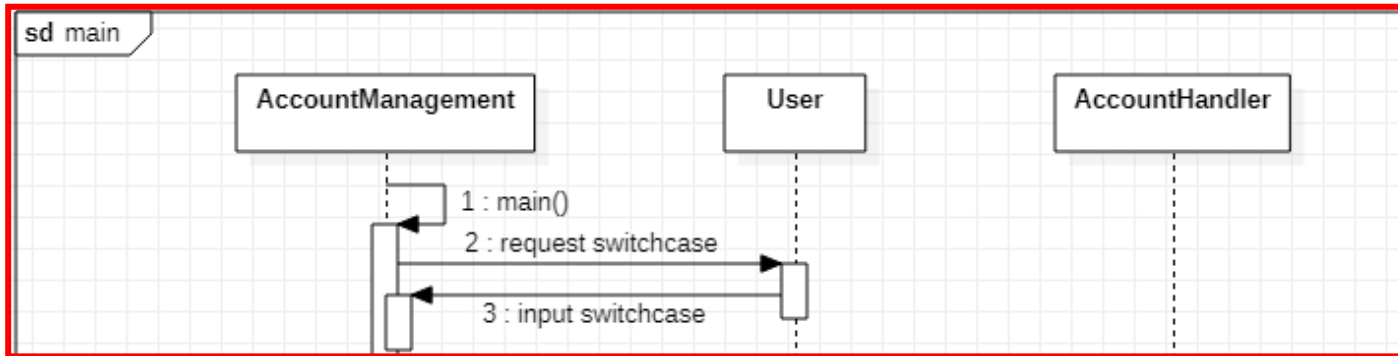 sd main
AccountManagement
User
AccountHandler
1 : main()
2 : request switchcase
3 : input switchcase